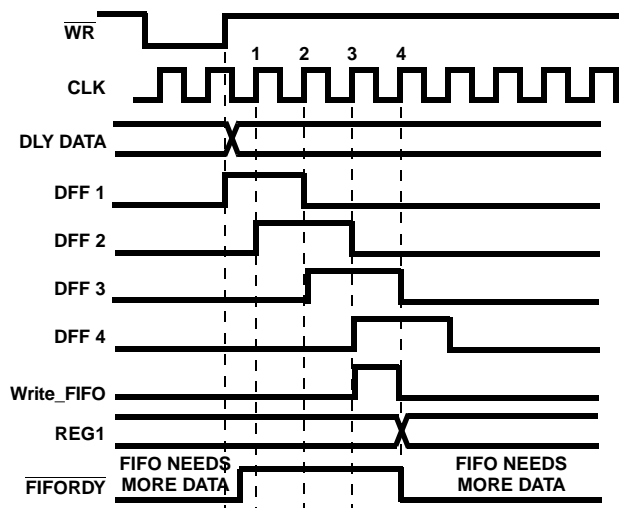 WR
1 2 3 4
CLK
DLY DATA
DFF 1
DFF 2
DFF 3
DFF 4
Write_FIFO
REG1
FIFO NEEDS
MORE DATA
FIFO NEEDS
MORE DATA
FIFORDY